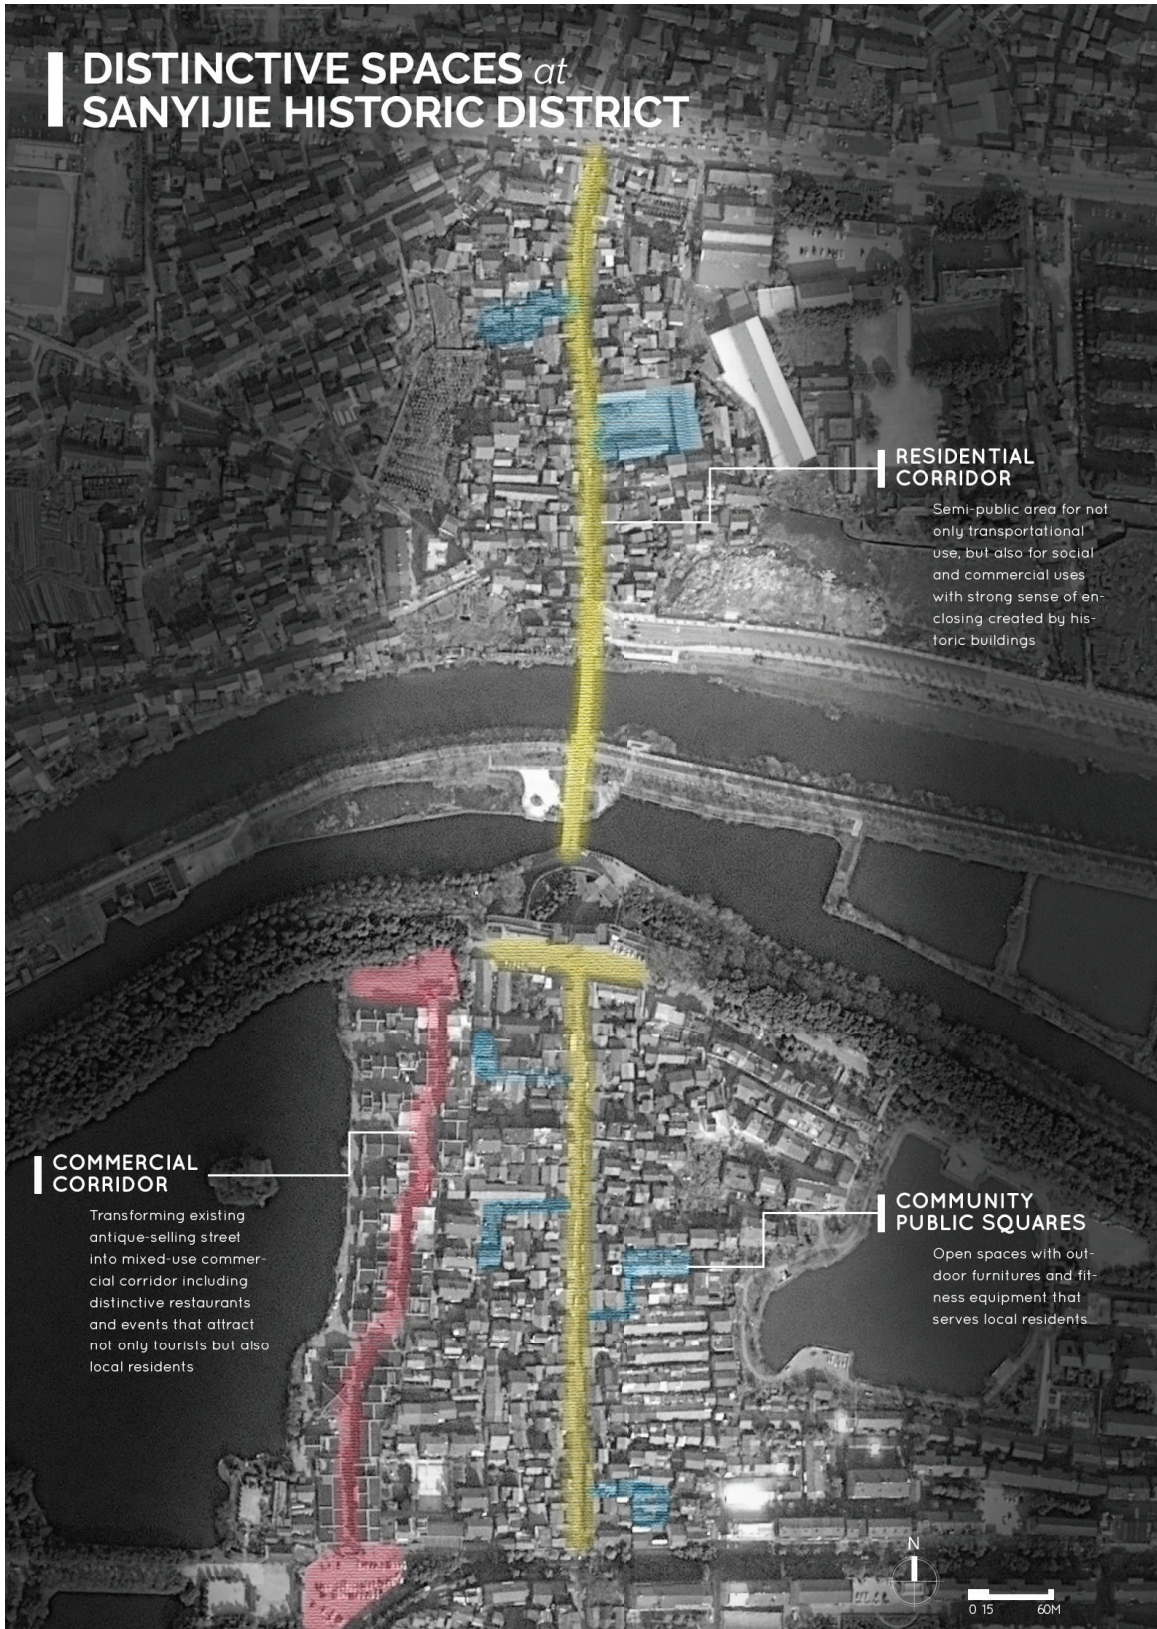 DISTINCTIVE SPACES at
SANYIJIE HISTORIC DISTRICT
RESIDENTIAL
CORRIDOR
Semi-public area for not
only transportational
use, but also for social
and commercial uses
with strong sense of en-
closing created by his-
toric buildings
COMMERCIAL
CORRIDOR
Transforming existing
antique-selling street
into mixed-use commer-
cial corridor including
distinctive restaurants
and events that attract
not only tourists but also
local residents
COMMUNITY
PUBLIC SQUARES
Open spaces with out-
door furnitures and fit-
ness equipment that
serves local residents
N
0 15 60M